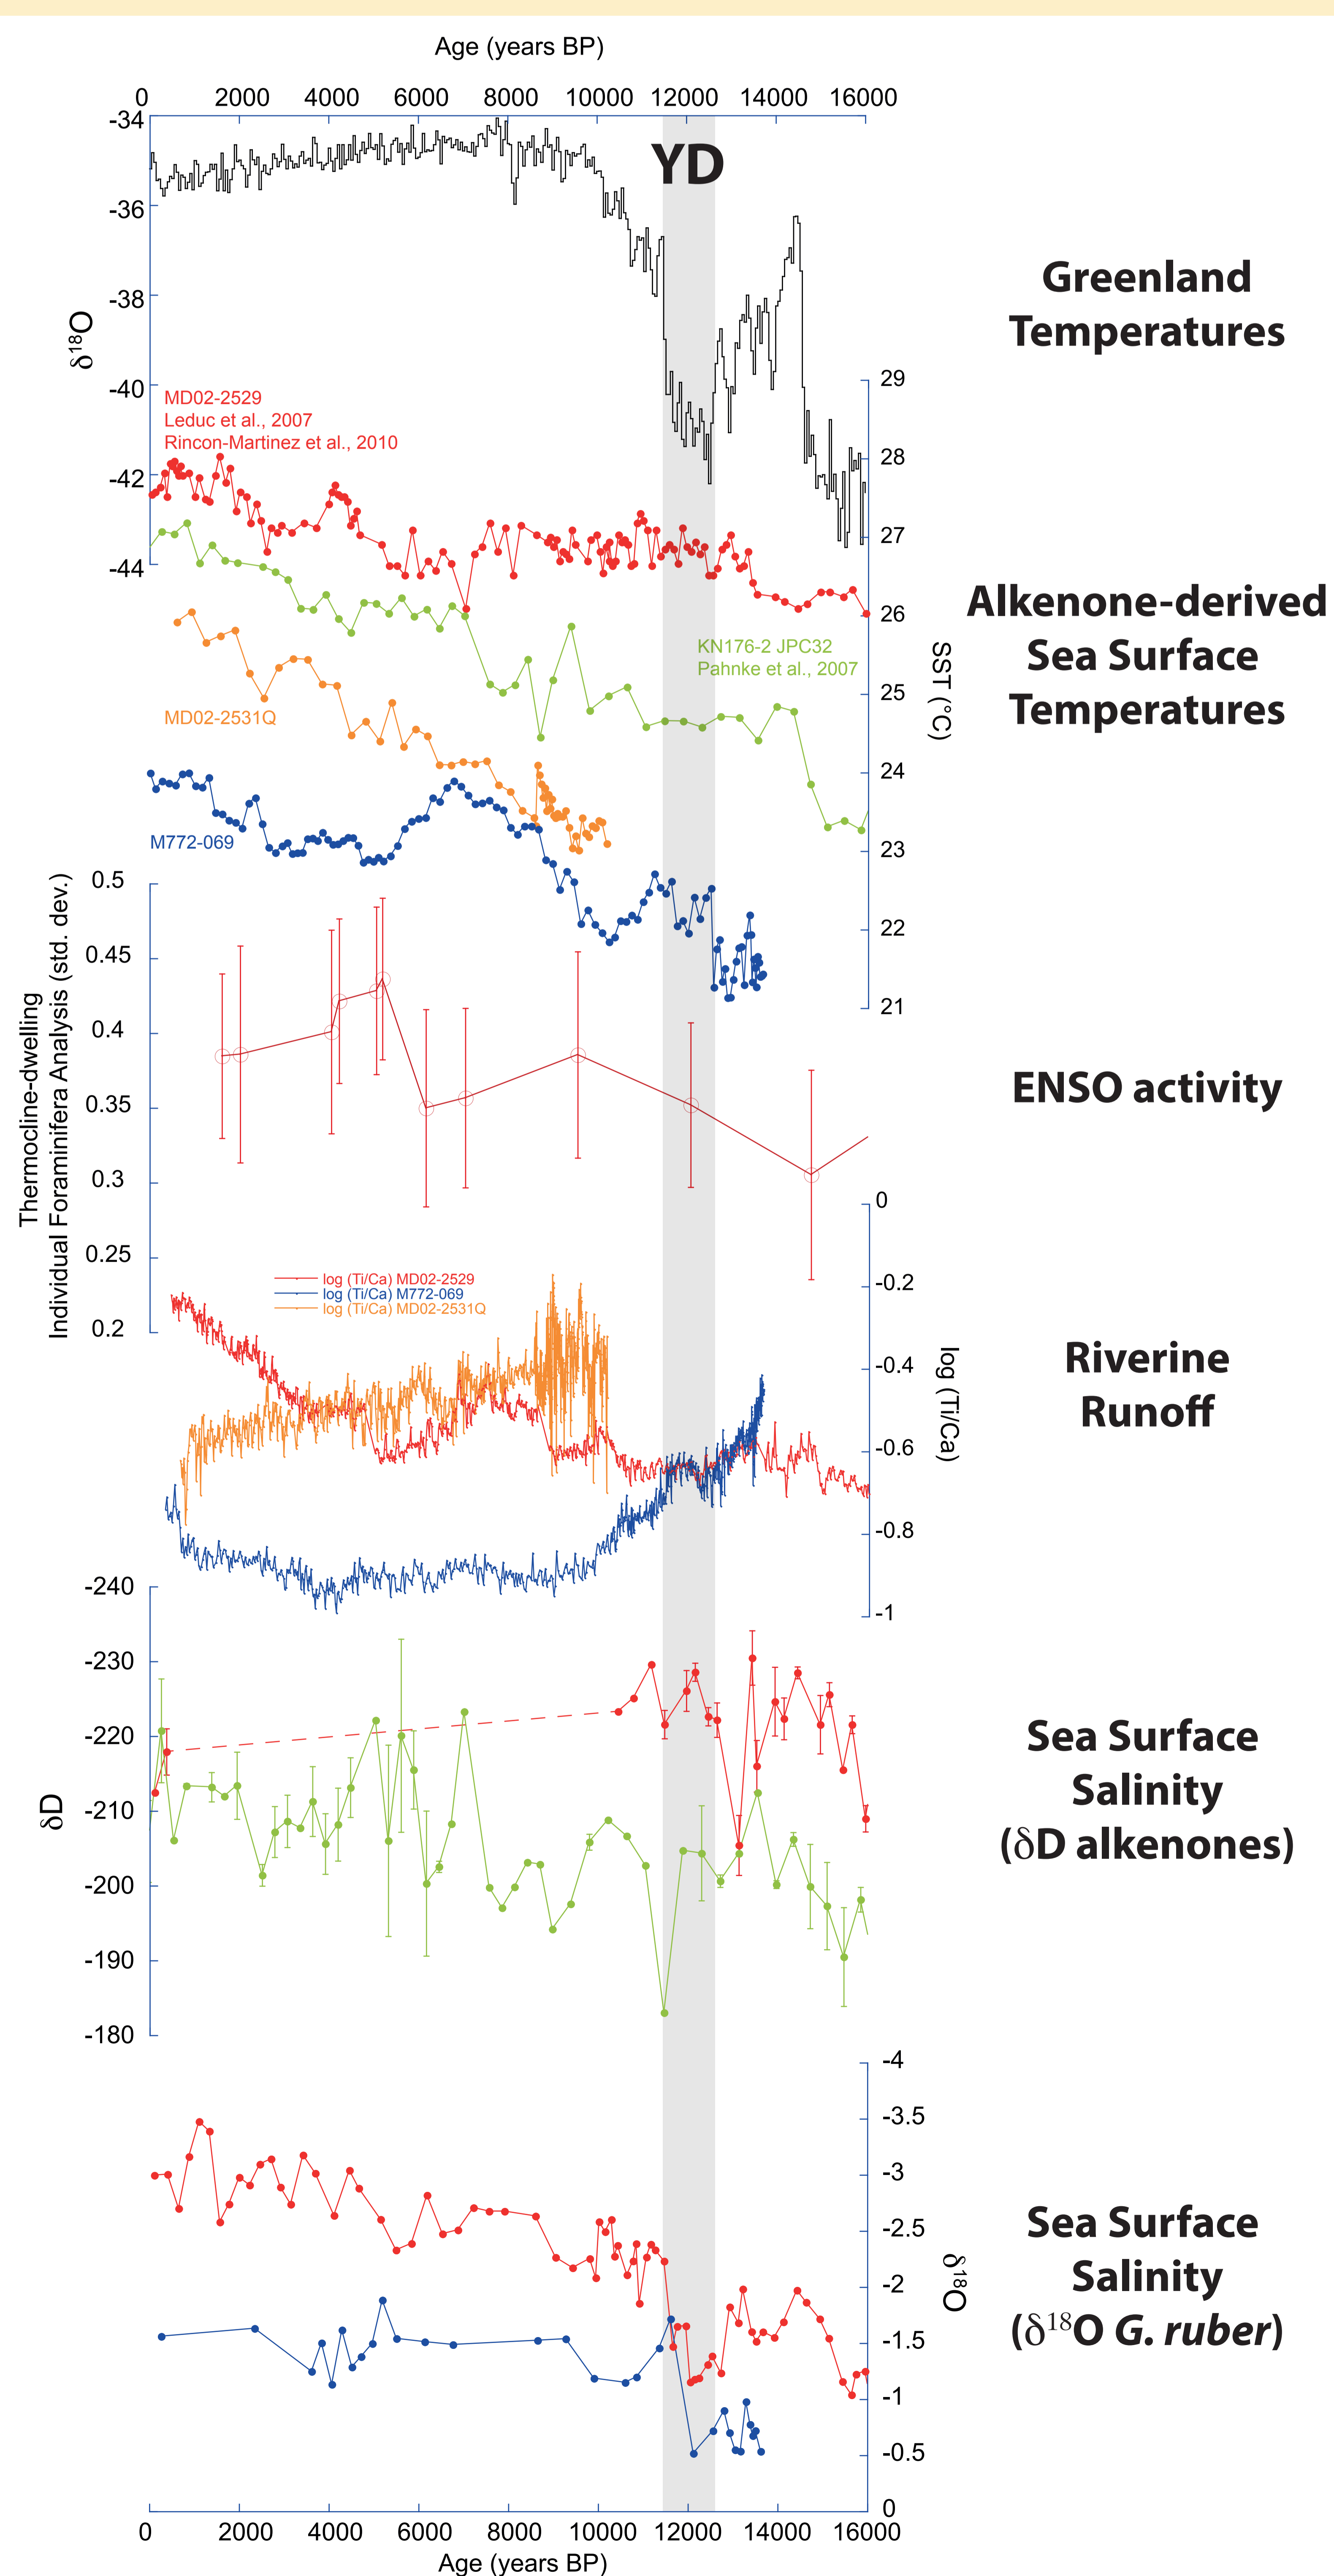 Age (years BP)
0 2000 4000 6000 8000 10000 12000 14000 16000
YD
-34
-36
-38
-40
-42
-44
δ18O
Greenland
Temperatures
MD02-2529
Leduc et al., 2007
Rincon-Martinez et al., 2010
29
28
27
26
25
24
23
22
21
SST (°C)
KN176-2 JPC32
Pahnke et al., 2007
MD02-2531Q
M772-069
Alkenone-derived
Sea Surface
Temperatures
Thermocline-dwelling
Individual Foraminifera Analysis (std. dev.)
0.5
0.45
0.4
0.35
0.3
0.25
0.2
ENSO activity
0
-0.2
-0.4
-0.6
-0.8
-1
log (Ti/Ca)
log (Ti/Ca) MD02-2529
log (Ti/Ca) M772-069
log (Ti/Ca) MD02-2531Q
Riverine
Runoff
-240
-230
-220
-210
-200
-190
-180
δD
Sea Surface
Salinity
(δD alkenones)
-4
-3.5
-3
-2.5
-2
-1.5
-1
-0.5
0
δ18O
Sea Surface
Salinity
(δ18O G. ruber)
0 2000 4000 6000 8000 10000 12000 14000 16000
Age (years BP)